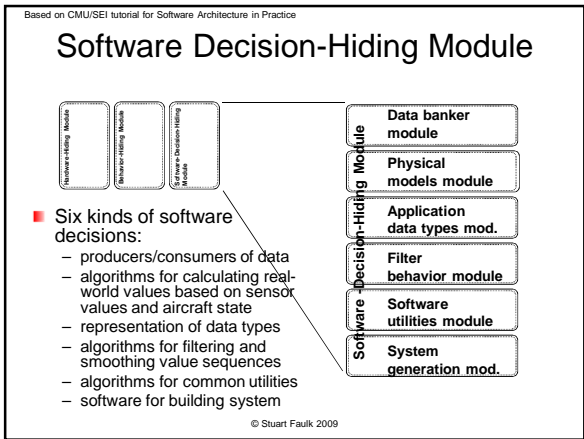 Based on CMU/SEI tutorial for Software Architecture in Practice
Software Decision-Hiding Module
Hardware-Hiding Module
Behavior-Hiding Module
Software-Decision-Hiding
Module
Six kinds of software
decisions:
– producers/consumers of data
– algorithms for calculating real-
world values based on sensor
values and aircraft state
– representation of data types
– algorithms for filtering and
smoothing value sequences
– algorithms for common utilities
– software for building system
Software -Decision-Hiding Module
Data banker
module
Physical
models module
Application
data types mod.
Filter
behavior module
Software
utilities module
System
generation mod.
© Stuart Faulk 2009